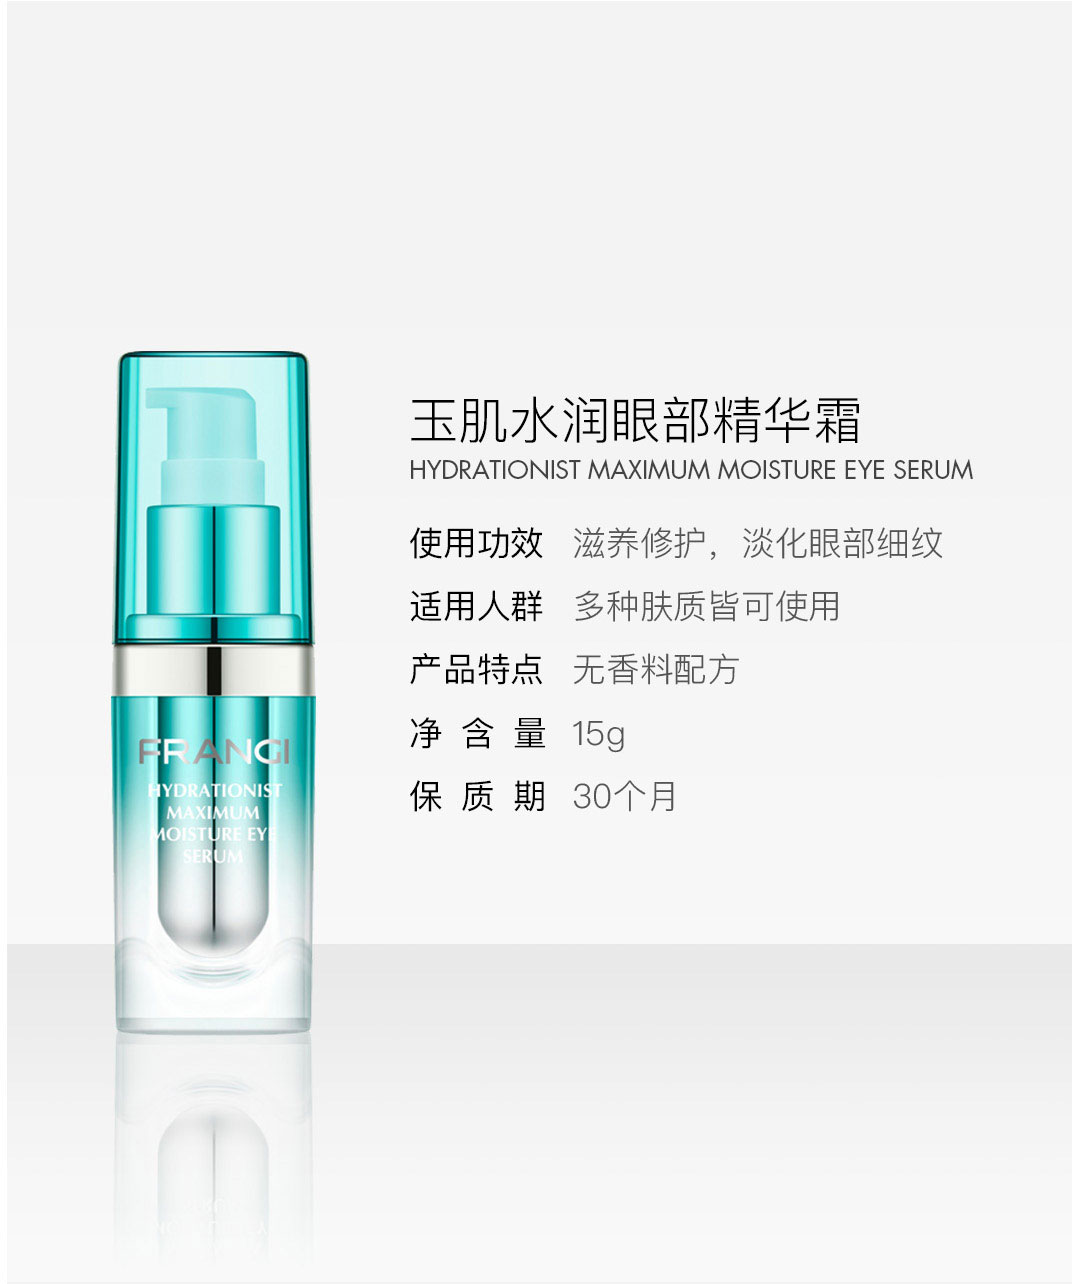 玉肌水润眼部精华霜
HYDRATIONIST MAXIMUM MOISTURE EYE SERUM
使用功效 滋养修护，淡化眼部细纹
适用人群 多种肤质皆可使用
产品特点 无香料配方
净含量 15g
保质期 30个月
FRANGI
HYDRATIONIST
MAXIMUM
MOISTURE EYE
SERUM